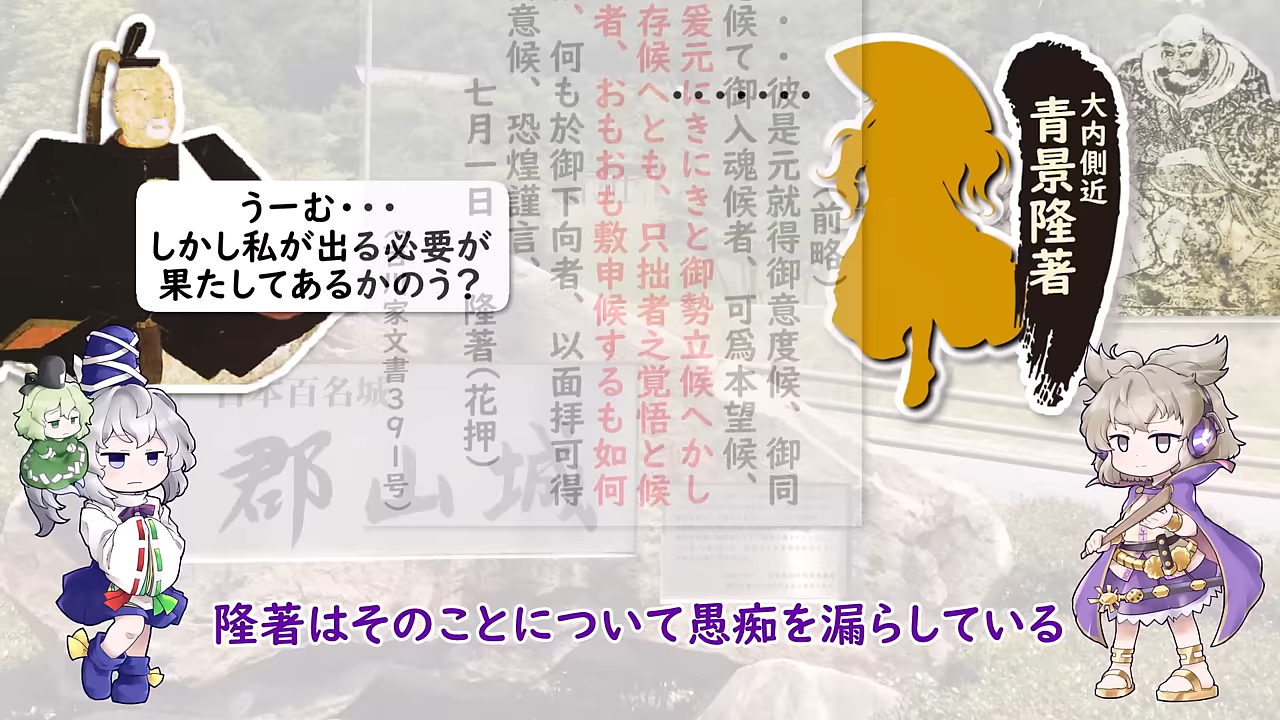 ・・彼是元就得御意度候、御同
候て御入魂候者、可爲本望候、
爰元にきにきと御勢立候へかし
存候へとも、只拙者之覚悟と候
者、おもおも敷申候するも如何
、何も於御下向者、以面拝可得
意候、恐煌謹言、
七月一日　隆著(花押)
家文書３９１号)
前略)
・・・・・・・
大内側近
青景隆著
うーむ・・・
しかし私が出る必要が
果たしてあるかのう?
日本百名城
郡山城
隆著はそのことについて愚痴を漏らしている